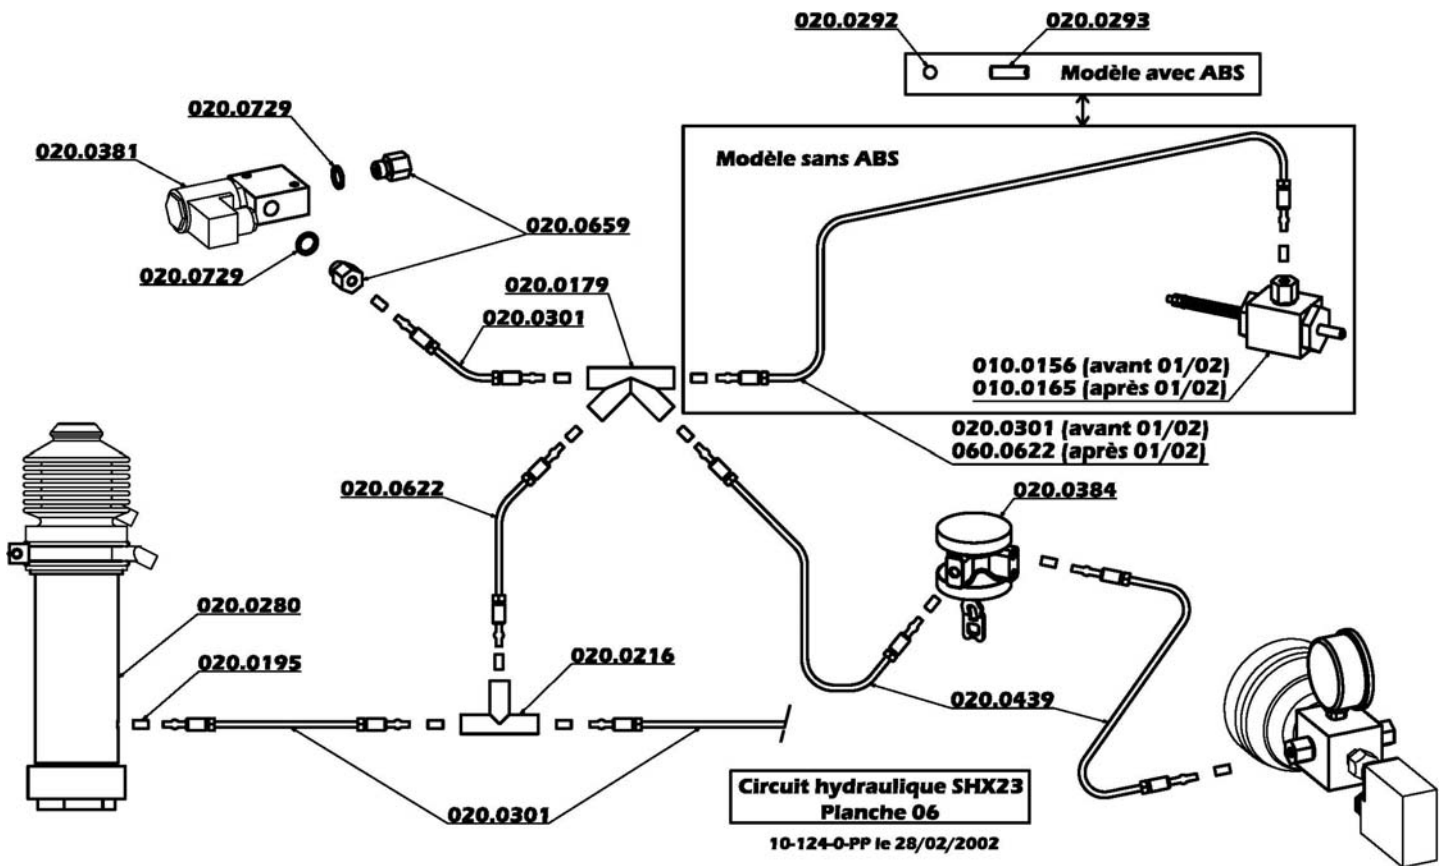 020.0292
020.0293
Modèle avec ABS
020.0729
020.0381
Modèle sans ABS
020.0659
020.0729
020.0179
020.0301
010.0156 (avant 01/02)
010.0165 (après 01/02)
020.0301 (avant 01/02)
060.0622 (après 01/02)
020.0622
020.0384
020.0280
020.0195
020.0216
020.0439
Circuit hydraulique SHX23
Planche 06
020.0301
10-124-0-PP le 28/02/2002